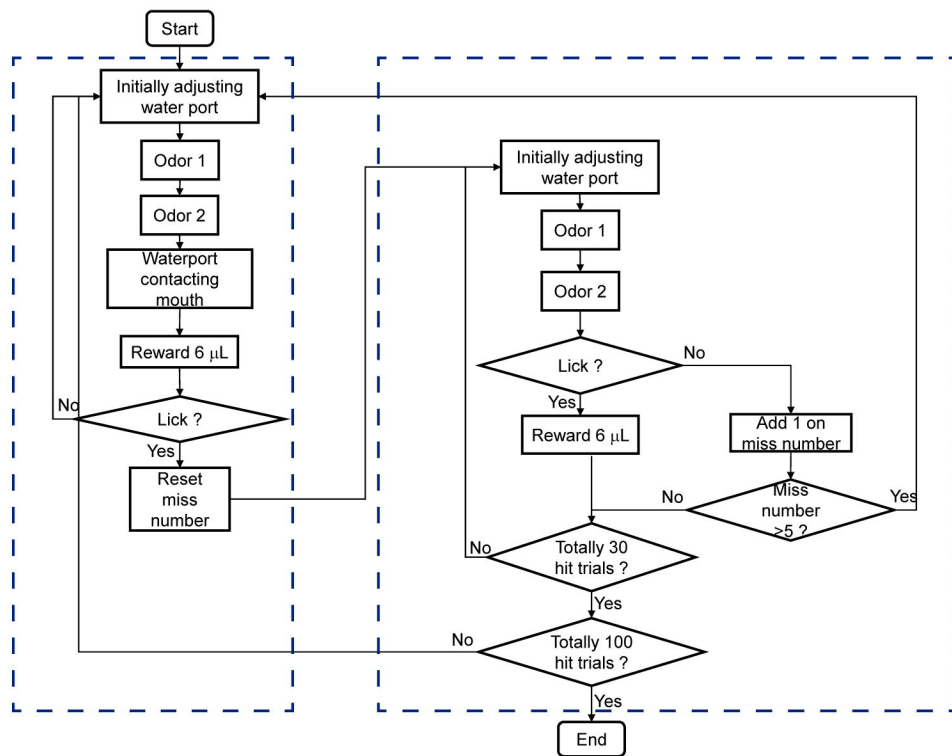 Start
Initially adjusting
water port
Odor 1
Odor 2
Waterport
contacting
mouth
Reward 6 μL
No
Lick ?
Yes
Reset
miss
number
Initially adjusting
water port
Odor 1
Odor 2
Lick ?
No
Yes
Reward 6 μL
Add 1 on
miss number
No
Miss
number
>5 ?
Yes
No
Totally 30
hit trials ?
Yes
No
Totally 100
hit trials ?
Yes
End